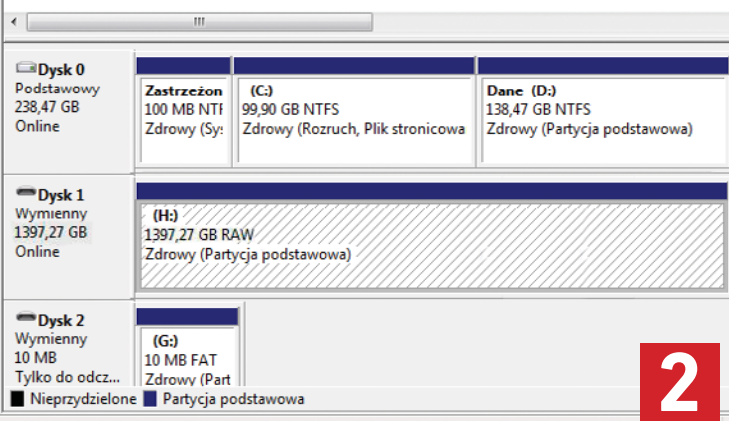 Dysk 0
Podstawowy
238,47 GB
Online
Zastrzeżon
100 MB NTF
Zdrowy (Sy:
(C:)
99,90 GB NTFS
Zdrowy (Rozruch, Plik stronicowa
Dane (D:)
138,47 GB NTFS
Zdrowy (Partycja podstawowa)
Dysk 1
Wymienny
1397,27 GB
Online
(H:)
1397,27 GB RAW
Zdrowy (Partycja podstawowa)
Dysk 2
Wymienny
10 MB
Tylko do odcz...
(G:)
10 MB FAT
Zdrowy (Part
Nieprzydzielone Partycja podstawowa
2